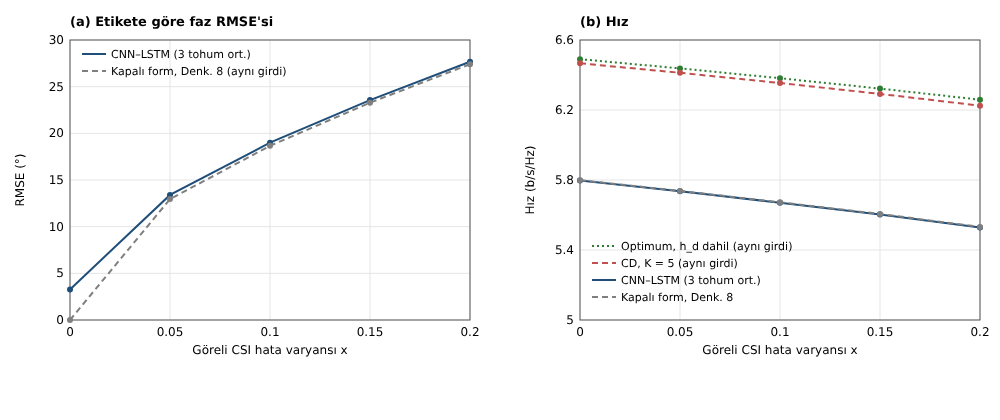 (a) Etikete göre faz RMSE'si
30
25
20
15
10
5
0
RMSE (°)
CNN–LSTM (3 tohum ort.)
Kapalı form, Denk. 8 (aynı girdi)
0
0.05
0.1
0.15
0.2
Göreli CSI hata varyansı x
(b) Hız
6.6
6.2
5.8
5.4
5
Hız (b/s/Hz)
Optimum, h_d dahil (aynı girdi)
CD, K = 5 (aynı girdi)
CNN–LSTM (3 tohum ort.)
Kapalı form, Denk. 8
0
0.05
0.1
0.15
0.2
Göreli CSI hata varyansı x